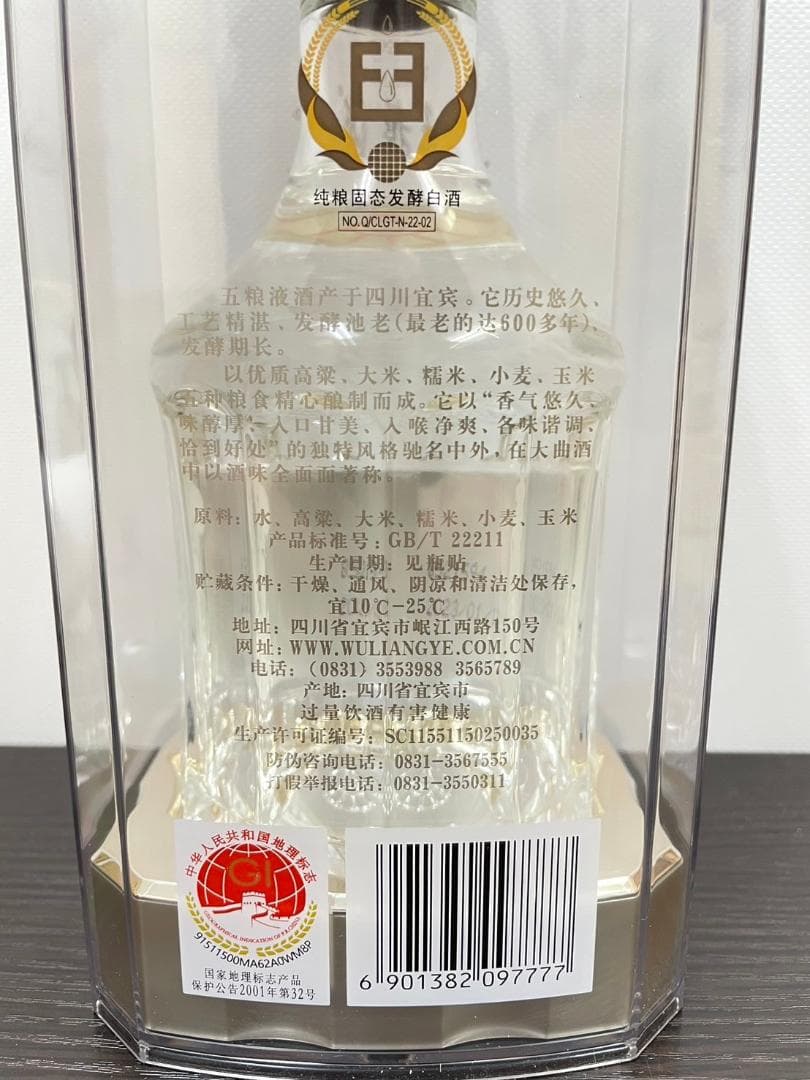 纯粮固态发酵白酒
NO.Q/CLGT-N-22-02
五粮液酒产于四川宜宾。它历史悠久、
工艺精湛、发酵池老(最老的达600多年)、
发酵期长。
以优质高粱、大米、糯米、小麦、玉米
五种粮食精心酿制而成。它以“香气悠久、
味醇厚、入口甘美、入喉净爽、各味谐调、
恰到好处”的独特风格驰名中外,在大曲酒
中以酒味全面而著称。
原料:水、高粱、大米、糯米、小麦、玉米
产品标准号:GB/T 22211
生产日期:见瓶贴
贮藏条件:干燥、通风、阴凉和清洁处保存,
宜10℃-25℃
地址:四川省宜宾市岷江西路150号
网址:WWW.WULIANGYE.COM.CN
电话:(0831) 3553988 3565789
产地:四川省宜宾市
过量饮酒有害健康
生产许可证编号:SC11551150250035
防伪咨询电话:0831-3567555
打假举报电话:0831-3550311
中华人民共和国地理标志
GI
GEOGRAPHICAL INDICATION OF P.R.CHINA
91511500MA62A0WM8P
国家地理标志产品
保护公告2001年第32号
6 901382 097777